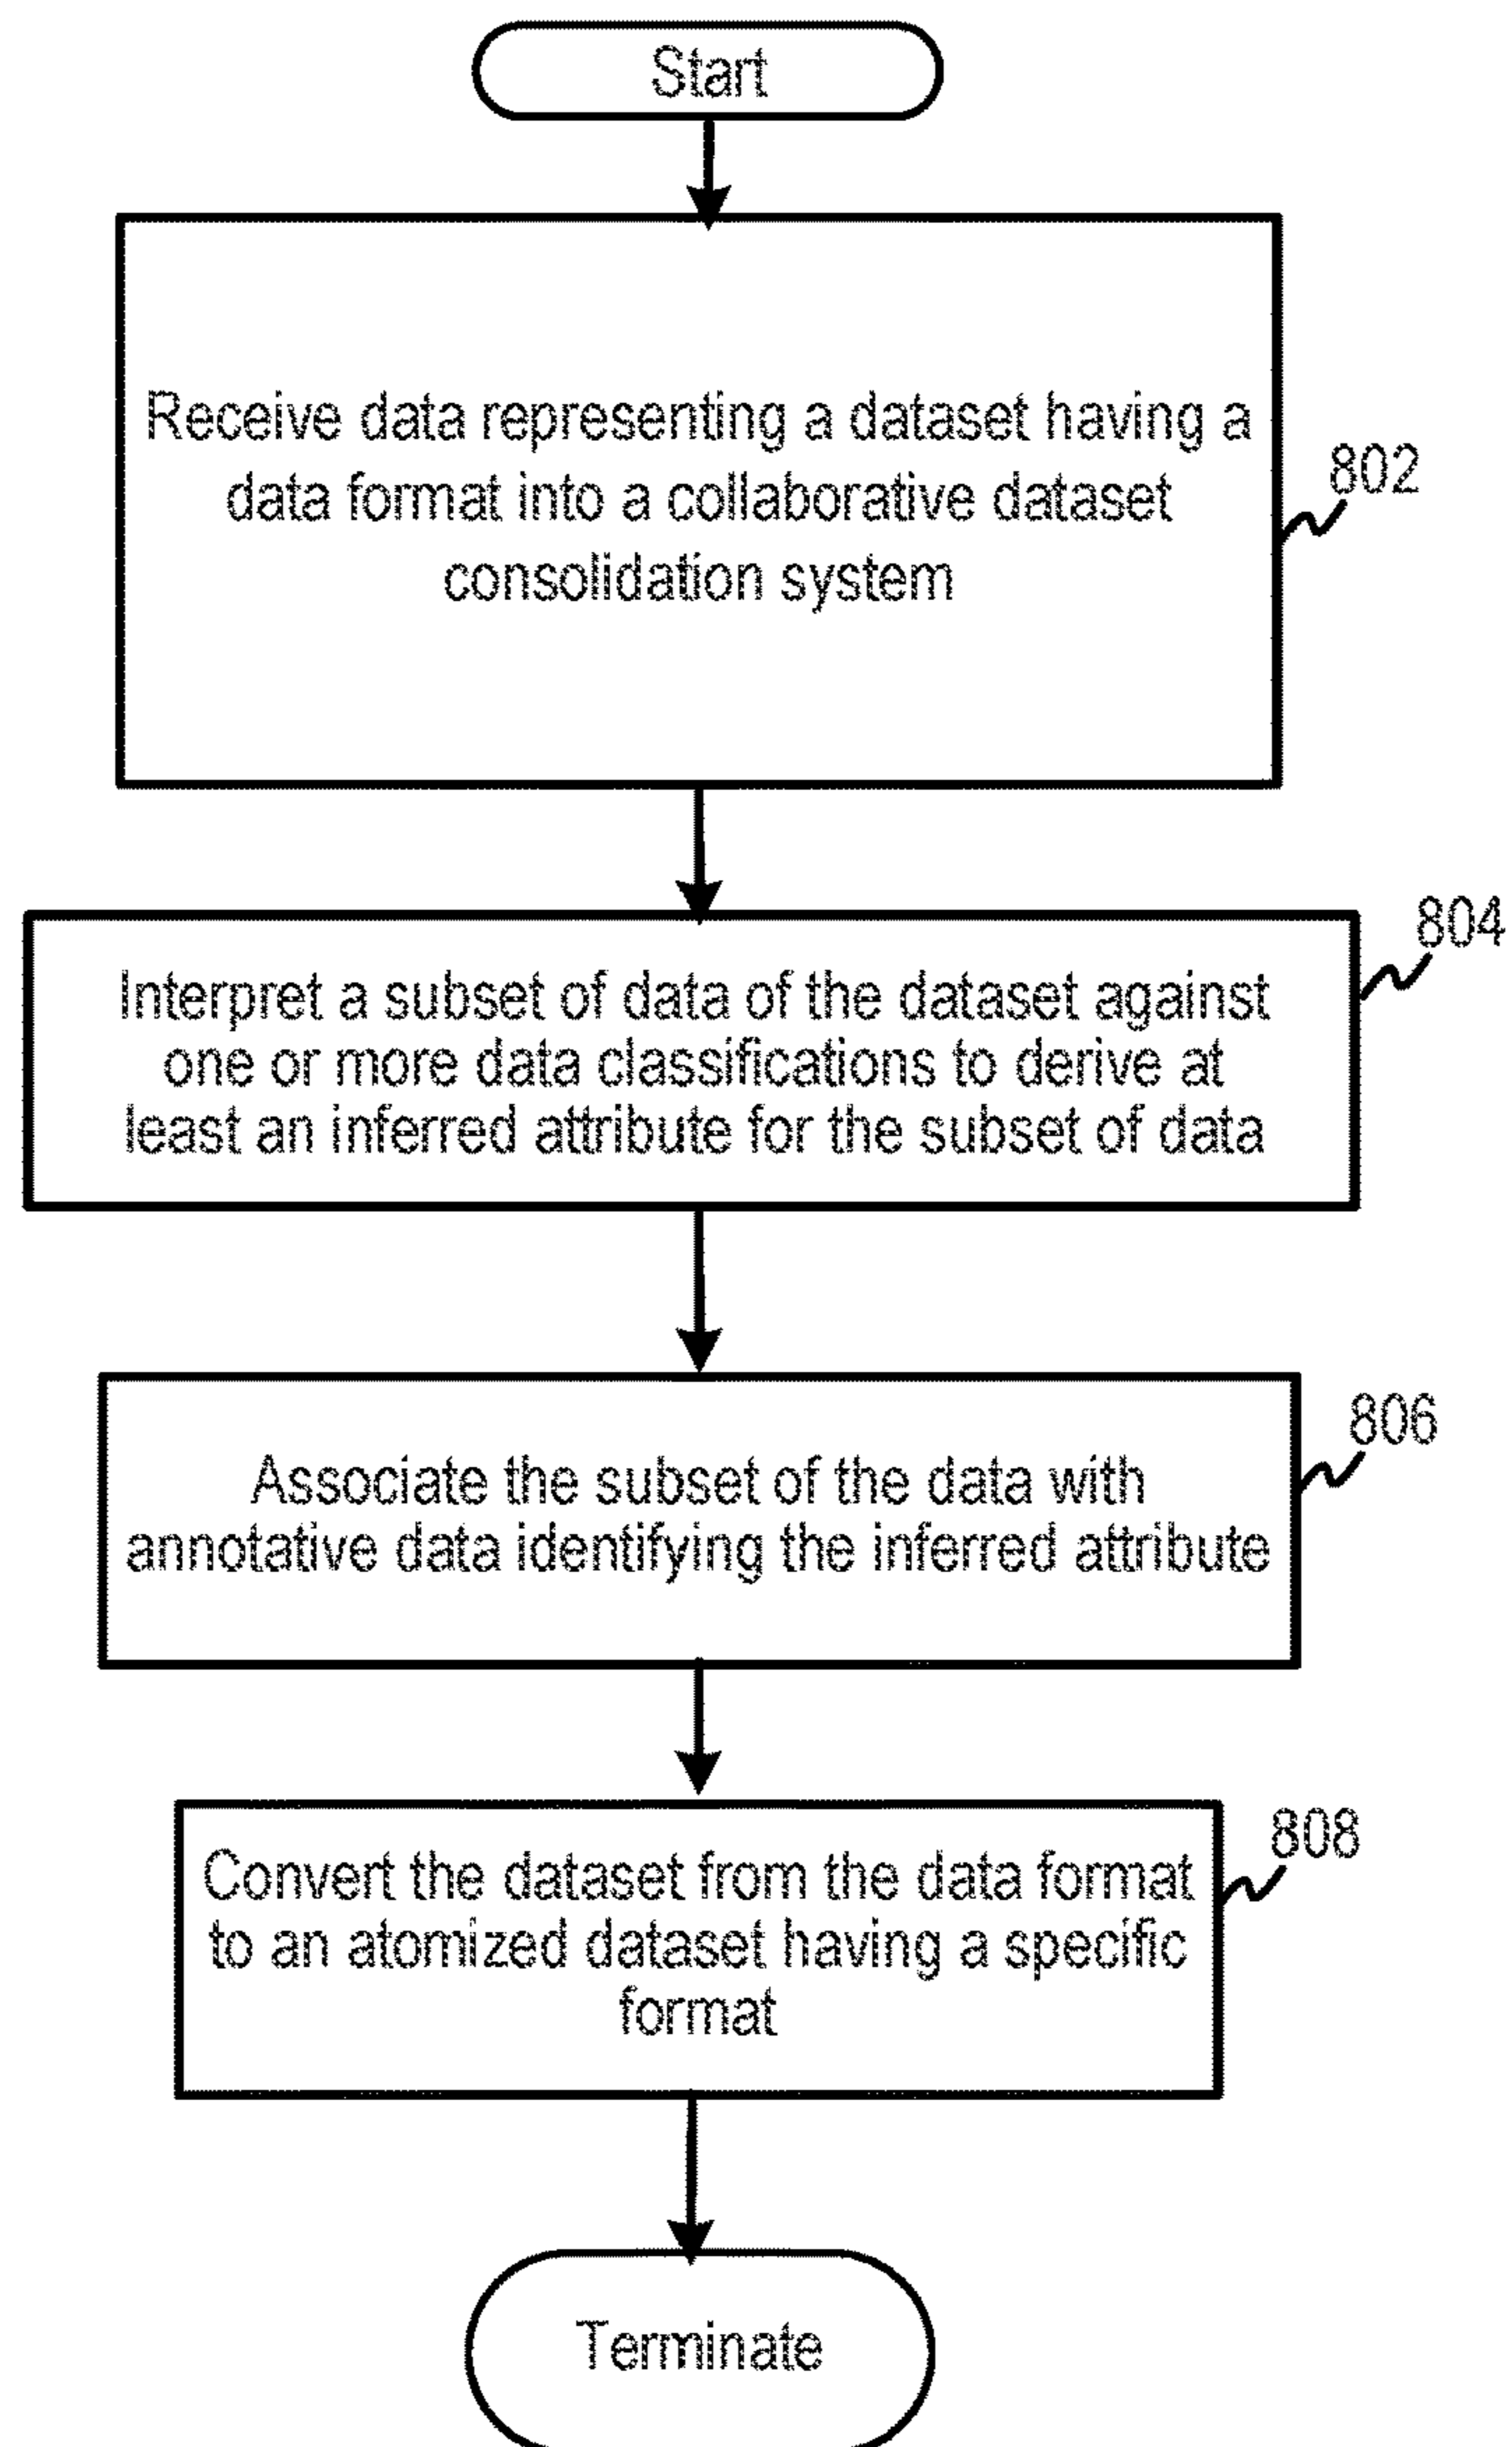 Start
Receive data representing a dataset having a
data format into a collaborative dataset
consolidation system
802
804
Interpret a subset of data of the dataset against
one or more data classifications to derive at
least an inferred attribute for the subset of data
806
Associate the subset of the data with
annotative data identifying the inferred attribute
808
Convert the dataset from the data format
to an atomized dataset having a specific
format
Terminate